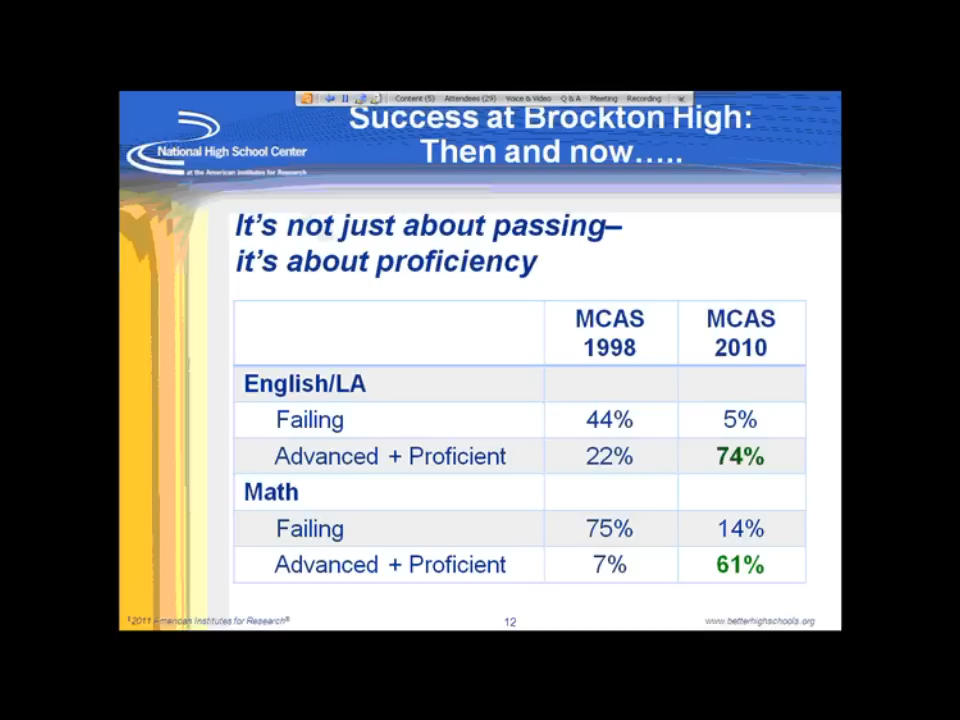 Content (5) Attendees (29) Voice & Video Q & A Meeting Recording
Success at Brockton High:
Then and now…..
National High School Center
at the American Institutes for Research
It's not just about passing–
it's about proficiency
MCAS 1998 MCAS 2010
English/LA
Failing 44% 5%
Advanced + Proficient 22% 74%
Math
Failing 75% 14%
Advanced + Proficient 7% 61%
2011 American Institutes for Research® 12 www.betterhighschools.org